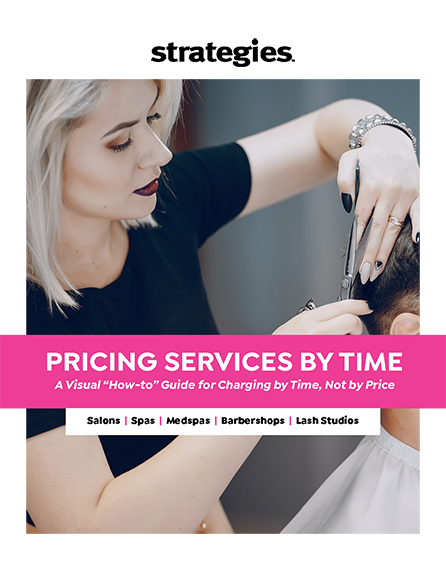 strategies.
PRICING SERVICES BY TIME
A Visual “How-to” Guide for Charging by Time, Not by Price
Salons | Spas | Medspas | Barbershops | Lash Studios